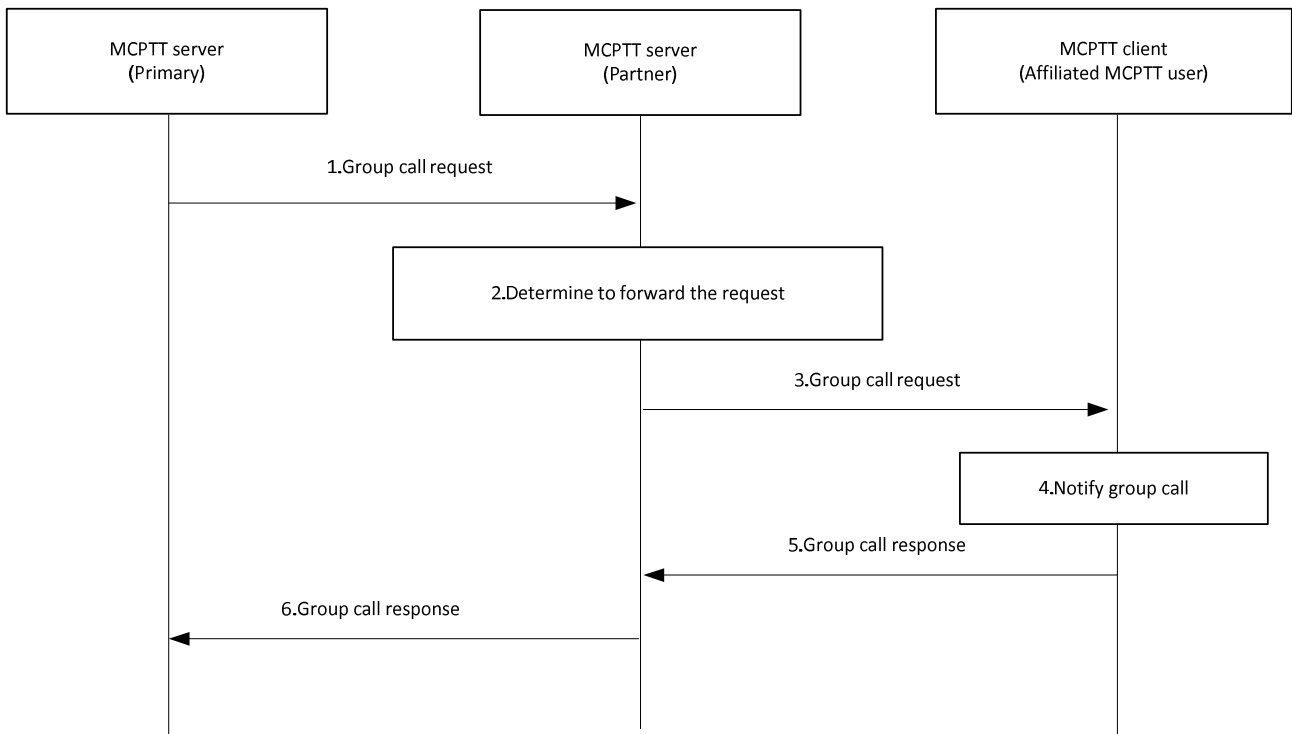 MCPTT server
(Primary)
MCPTT server
(Partner)
MCPTT client
(Affiliated MCPTT user)
1.Group call request
2.Determine to forward the request
3.Group call request
4.Notify group call
5.Group call response
6.Group call response